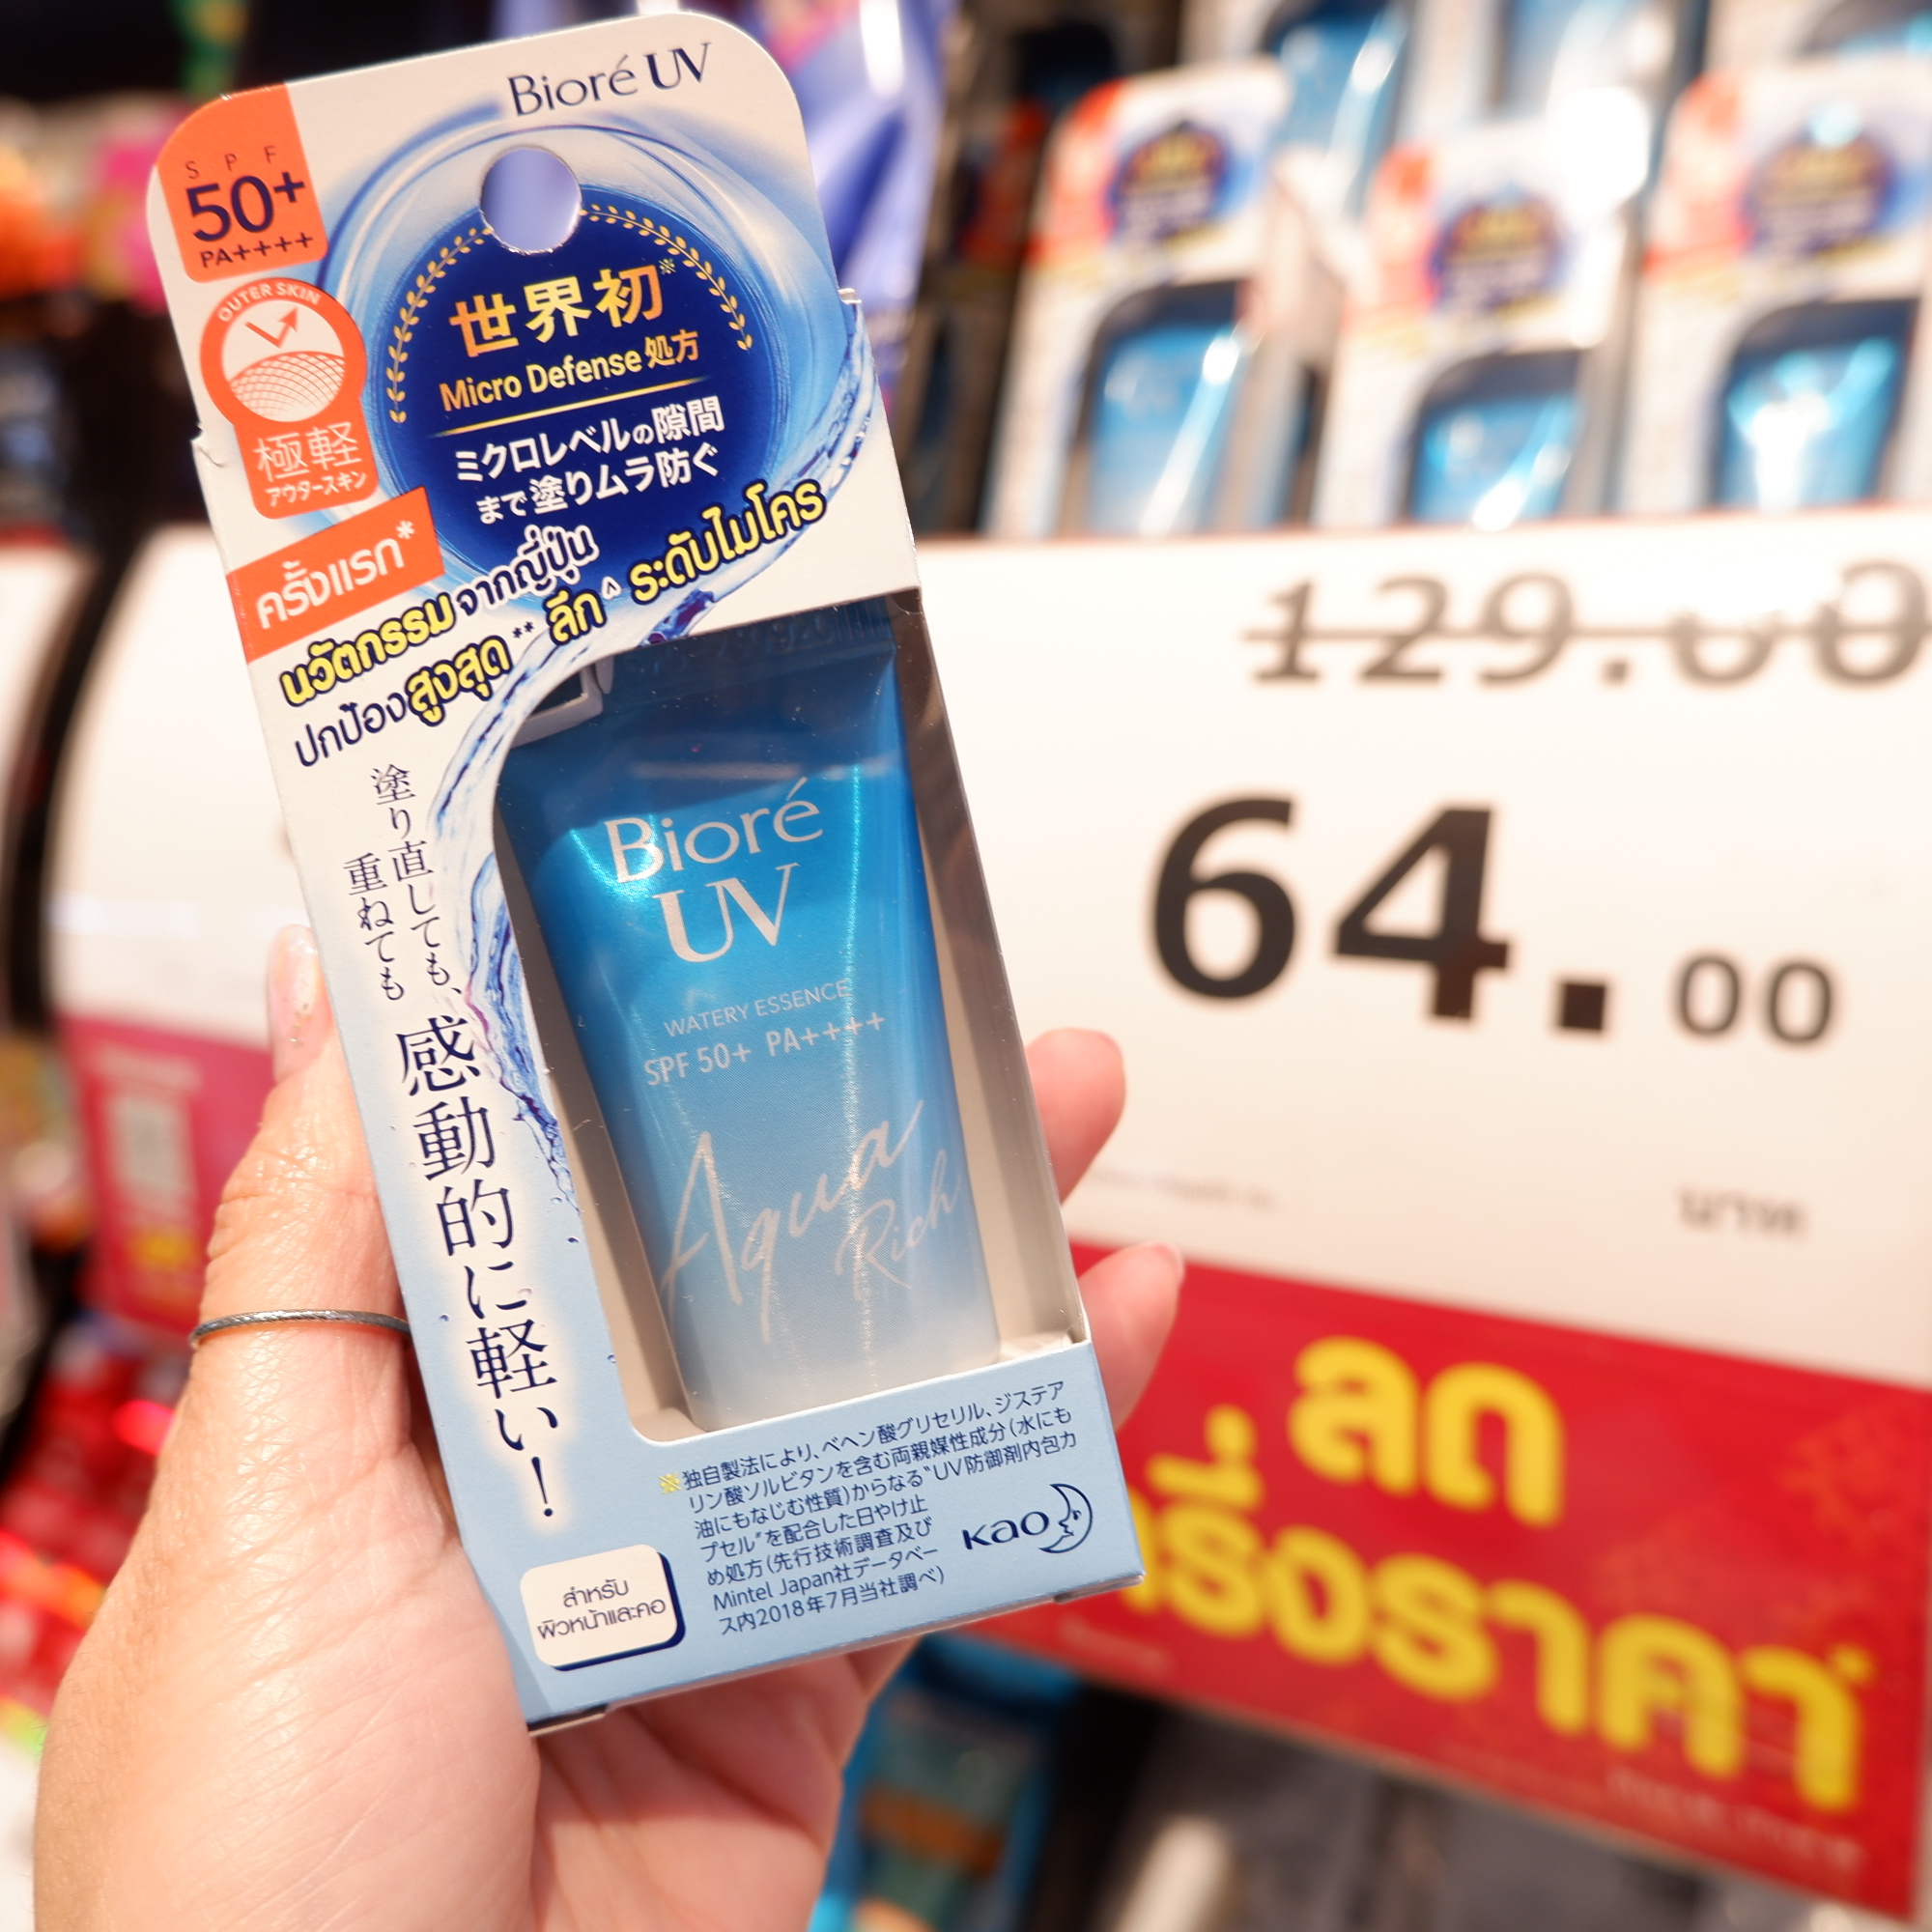 Bioré UV
SPF
50+
PA++++
OUTER SKIN
極軽
アウタースキン
世界初※
Micro Defense 処方
ミクロレベルの隙間
まで塗りムラ防ぐ
ครั้งแรก*
นวัตกรรมจากญี่ปุ่น
ปกป้องสูงสุด** ลึก^ ระดับไมโคร
塗り直しても、
重ねても
感動的に軽い!
Bioré
UV
WATERY ESSENCE
SPF 50+ PA++++
Aqua
Rich
※独自製法により、ベヘン酸グリセリル、ジステア
リン酸ソルビタンを含む両親媒性成分(水にも
油にもなじむ性質)からなる“UV防御剤内包カ
プセル”を配合した日やけ止
め処方(先行技術調査及び
Mintel Japan社データベー
ス内2018年7月当社調べ)
kao
สำหรับ
ผิวหน้าและคอ
129.00
64.00
บาท
ลด
ครึ่งราคา